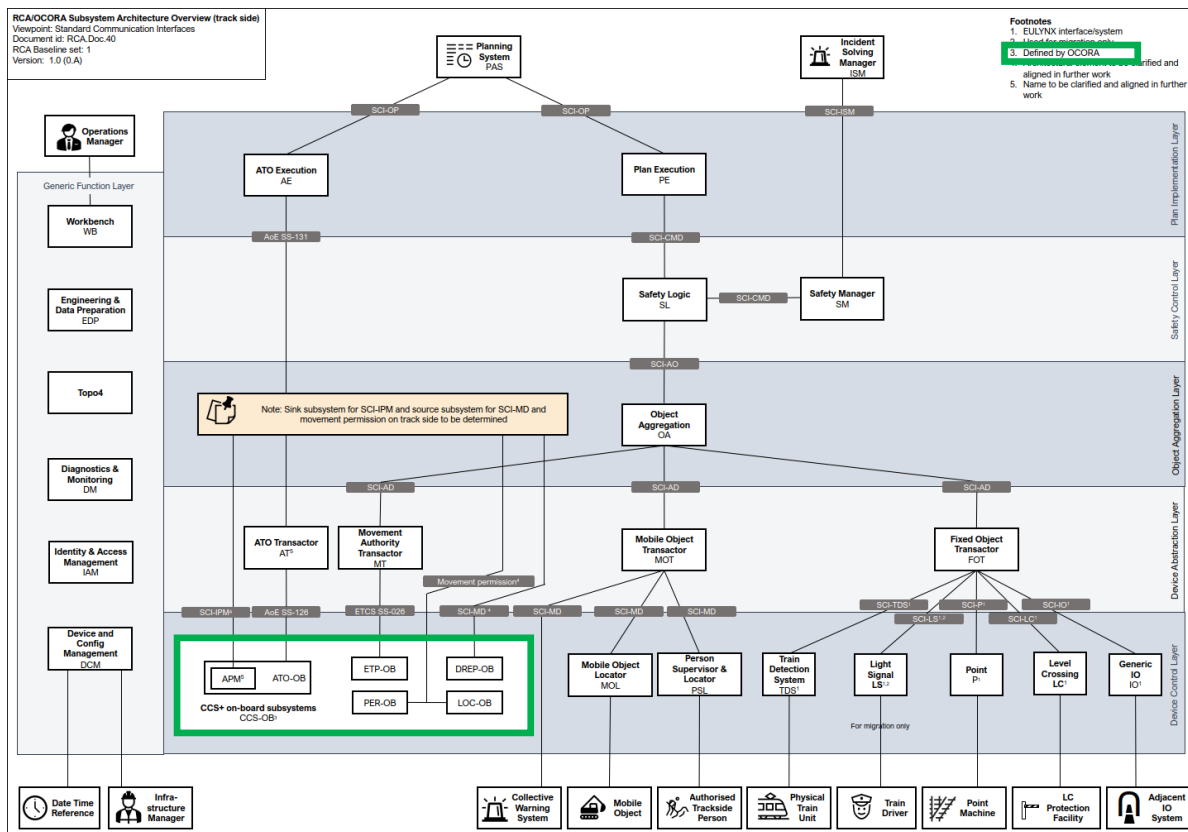 RCA/OCORA Subsystem Architecture Overview (track side)
Viewpoint: Standard Communication Interfaces
Document id: RCA.Doc.40
RCA Baseline set: 1
Version: 1.0 (0.A)
Footnotes
1. EULYNX interface/system
2. Used for migration only
3. Defined by OCORA
4. Architectural element to be clarified and
aligned in further work
5. Name to be clarified and aligned in further
work
Planning
System
PAS
Incident
Solving
Manager
ISM
SCI-OP
SCI-OP
SCI-ISM
Operations
Manager
Plan Implementation Layer
ATO Execution
AE
Plan Execution
PE
Generic Function Layer
Workbench
WB
AoE SS-131
SCI-CMD
Safety Control Layer
Engineering &
Data Preparation
EDP
Safety Logic
SL
SCI-CMD
Safety Manager
SM
SCI-AO
Topo4
Note: Sink subsystem for SCI-IPM and source subsystem for SCI-MD and
movement permission on track side to be determined
Object
Aggregation
OA
Object Aggregation Layer
Diagnostics &
Monitoring
DM
SCI-AD
SCI-AD
SCI-AD
Device Abstraction Layer
Identity & Access
Management
IAM
ATO Transactor
AT⁵
Movement
Authority
Transactor
MT
Mobile Object
Transactor
MOT
Fixed Object
Transactor
FOT
Movement permission⁴
SCI-IPM⁴
AoE SS-126
ETCS SS-026
SCI-MD ⁴
SCI-MD
SCI-MD
SCI-MD
SCI-TDS¹
SCI-LS¹,²
SCI-P¹
SCI-LC¹
SCI-IO¹
Device Control Layer
Device and
Config
Management
DCM
APM⁵
ATO-OB
ETP-OB
DREP-OB
PER-OB
LOC-OB
CCS+ on-board subsystems
CCS-OB³
Mobile Object
Locator
MOL
Person
Supervisor &
Locator
PSL
Train
Detection
System
TDS¹
Light
Signal
LS¹,²
Point
P¹
Level
Crossing
LC¹
Generic
IO
IO¹
For migration only
Date Time
Reference
Infra-
structure
Manager
Collective
Warning
System
Mobile
Object
Authorised
Trackside
Person
Physical
Train
Unit
Train
Driver
Point
Machine
LC
Protection
Facility
Adjacent
IO
System